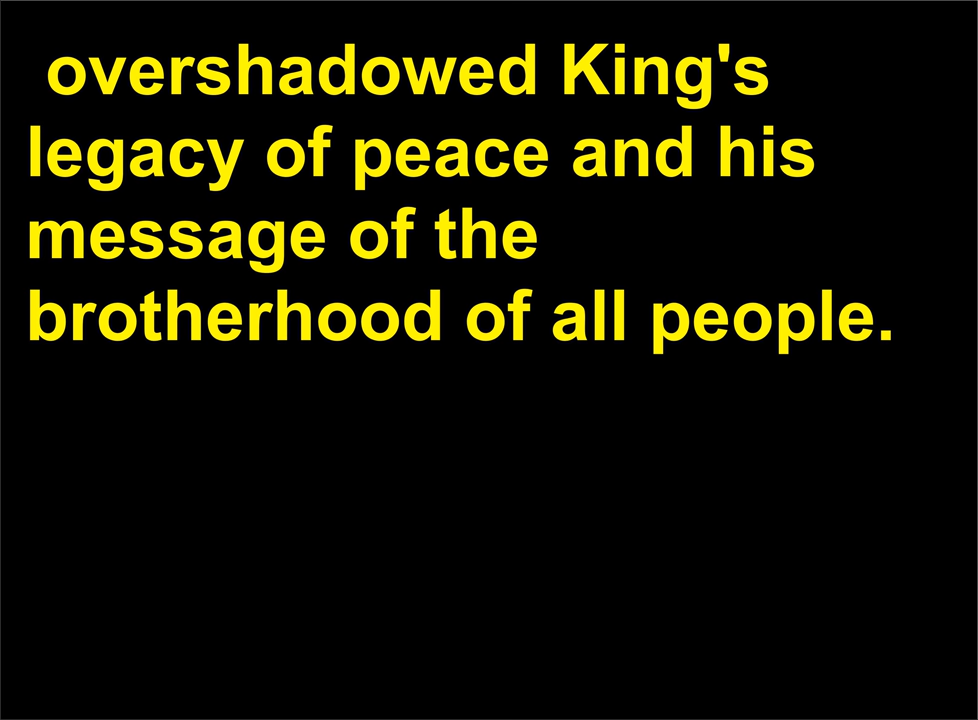 overshadowed King's
legacy of peace and his
message of the
brotherhood of all people.